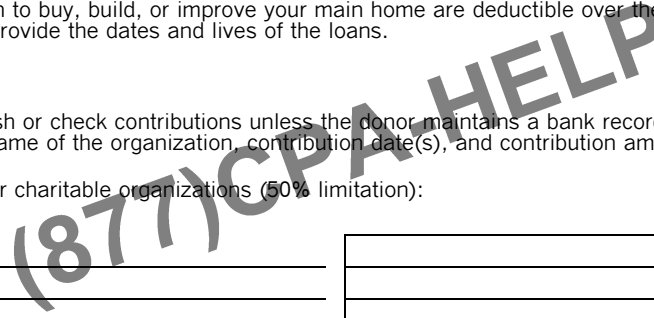 to buy, build, or improve your main home are deductible over the
rovide the dates and lives of the loans.
sh or check contributions unless the donor maintains a bank recor
ame of the organization, contribution date(s), and contribution am
r charitable organizations (50% limitation):
(877)CPA-HELP